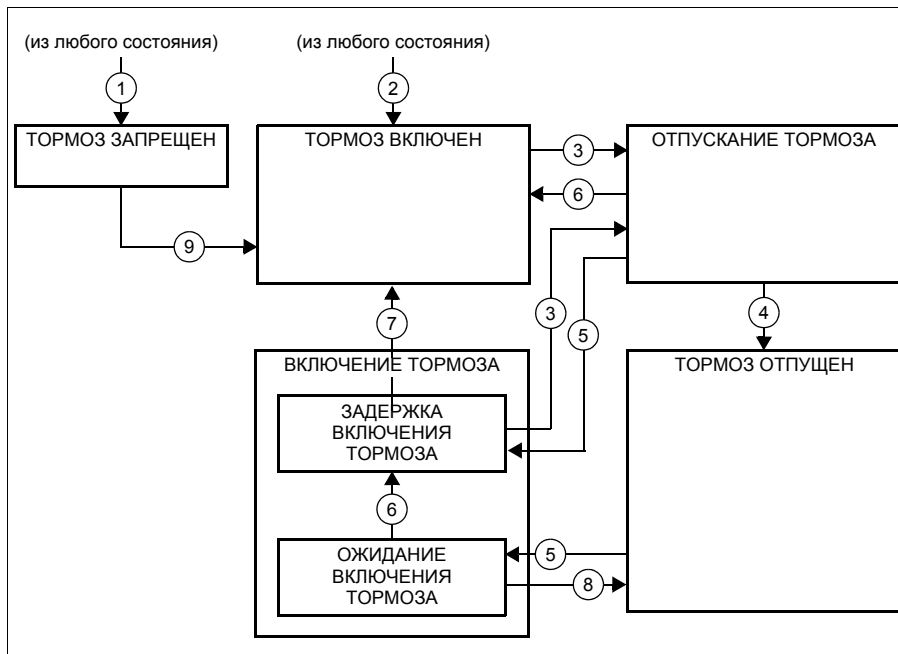 (из любого состояния)
(из любого состояния)
1
2
ТОРМОЗ ЗАПРЕЩЕН
ТОРМОЗ ВКЛЮЧЕН
ОТПУСКАНИЕ ТОРМОЗА
3
6
9
7
3
5
4
ВКЛЮЧЕНИЕ ТОРМОЗА
ТОРМОЗ ОТПУЩЕН
ЗАДЕРЖКА
ВКЛЮЧЕНИЯ
ТОРМОЗА
6
ОЖИДАНИЕ
ВКЛЮЧЕНИЯ
ТОРМОЗА
5
8